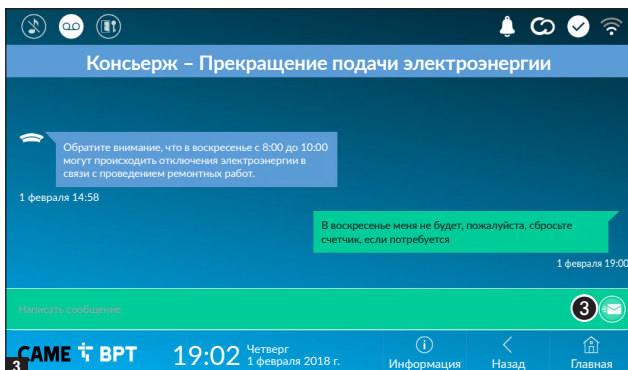 Консьерж – Прекращение подачи электроэнергии
Обратите внимание, что в воскресенье с 8:00 до 10:00
могут происходить отключения электроэнергии в
связи с проведением ремонтных работ.
1 февраля 14:58
В воскресенье меня не будет, пожалуйста, сбросьте
счетчик, если потребуется
1 февраля 19:00
Написать сообщение
3
3
CAME BPT
19:02
Четверг
1 февраля 2018 г.
Информация
Назад
Главная